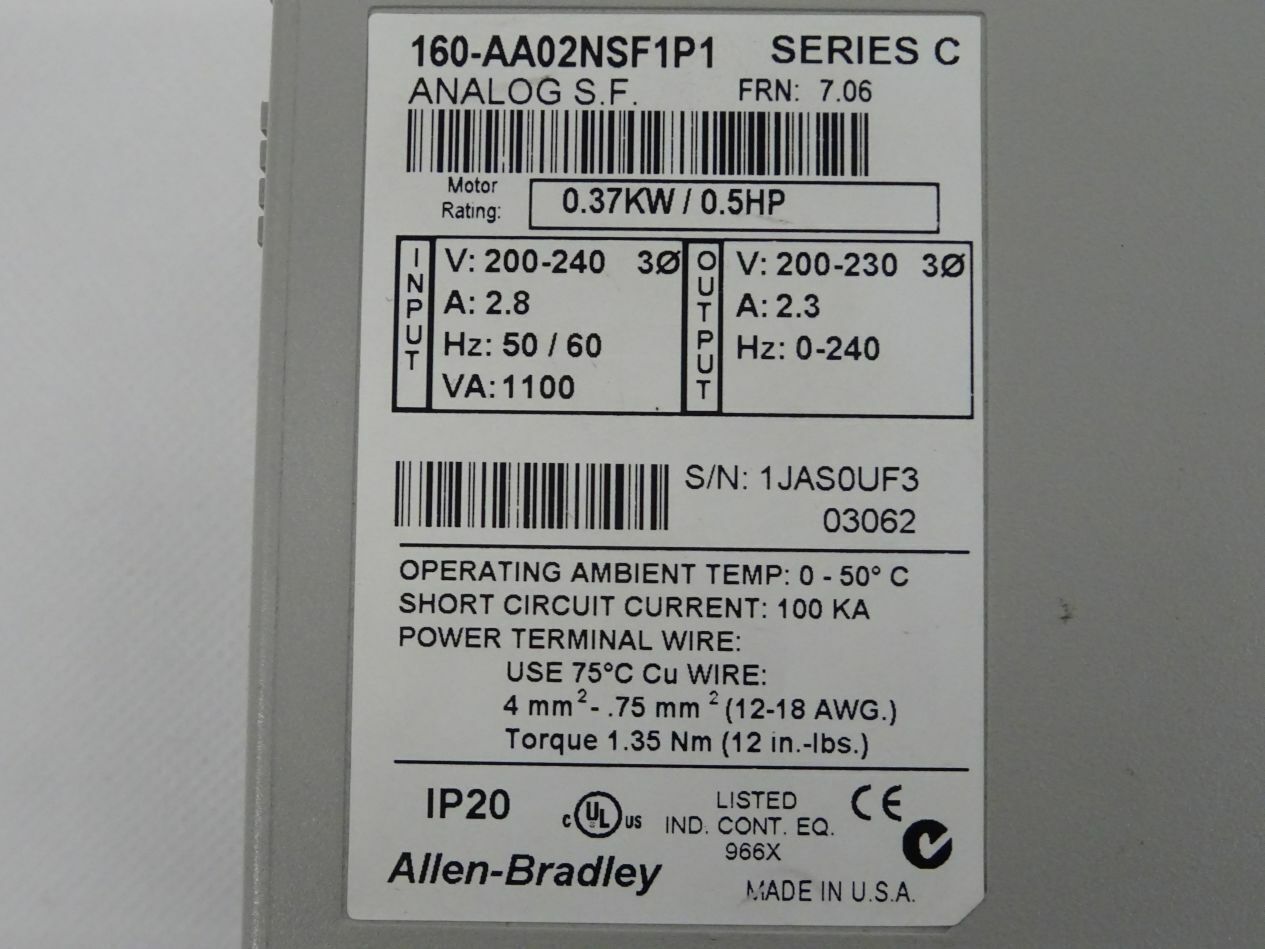 160-AA02NSF1P1 SERIES C
ANALOG S.F. FRN: 7.06
Motor
Rating: 0.37KW / 0.5HP
INPUT
V: 200-240 3Ø
A: 2.8
Hz: 50 / 60
VA: 1100
OUTPUT
V: 200-230 3Ø
A: 2.3
Hz: 0-240
S/N: 1JAS0UF3
03062
OPERATING AMBIENT TEMP: 0 - 50° C
SHORT CIRCUIT CURRENT: 100 KA
POWER TERMINAL WIRE:
USE 75°C Cu WIRE:
4 mm²- .75 mm² (12-18 AWG.)
Torque 1.35 Nm (12 in.-lbs.)
IP20
c UL us
LISTED
IND. CONT. EQ.
966X
CE
Allen-Bradley
MADE IN U.S.A.